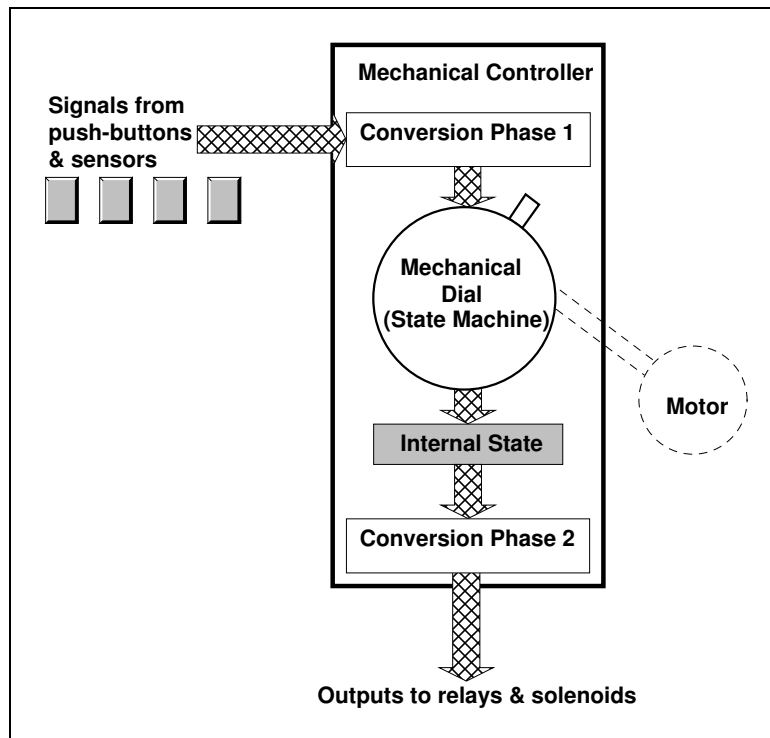 Mechanical Controller
Signals from
push-buttons
& sensors
Conversion Phase 1
Mechanical
Dial
(State Machine)
Motor
Internal State
Conversion Phase 2
Outputs to relays & solenoids